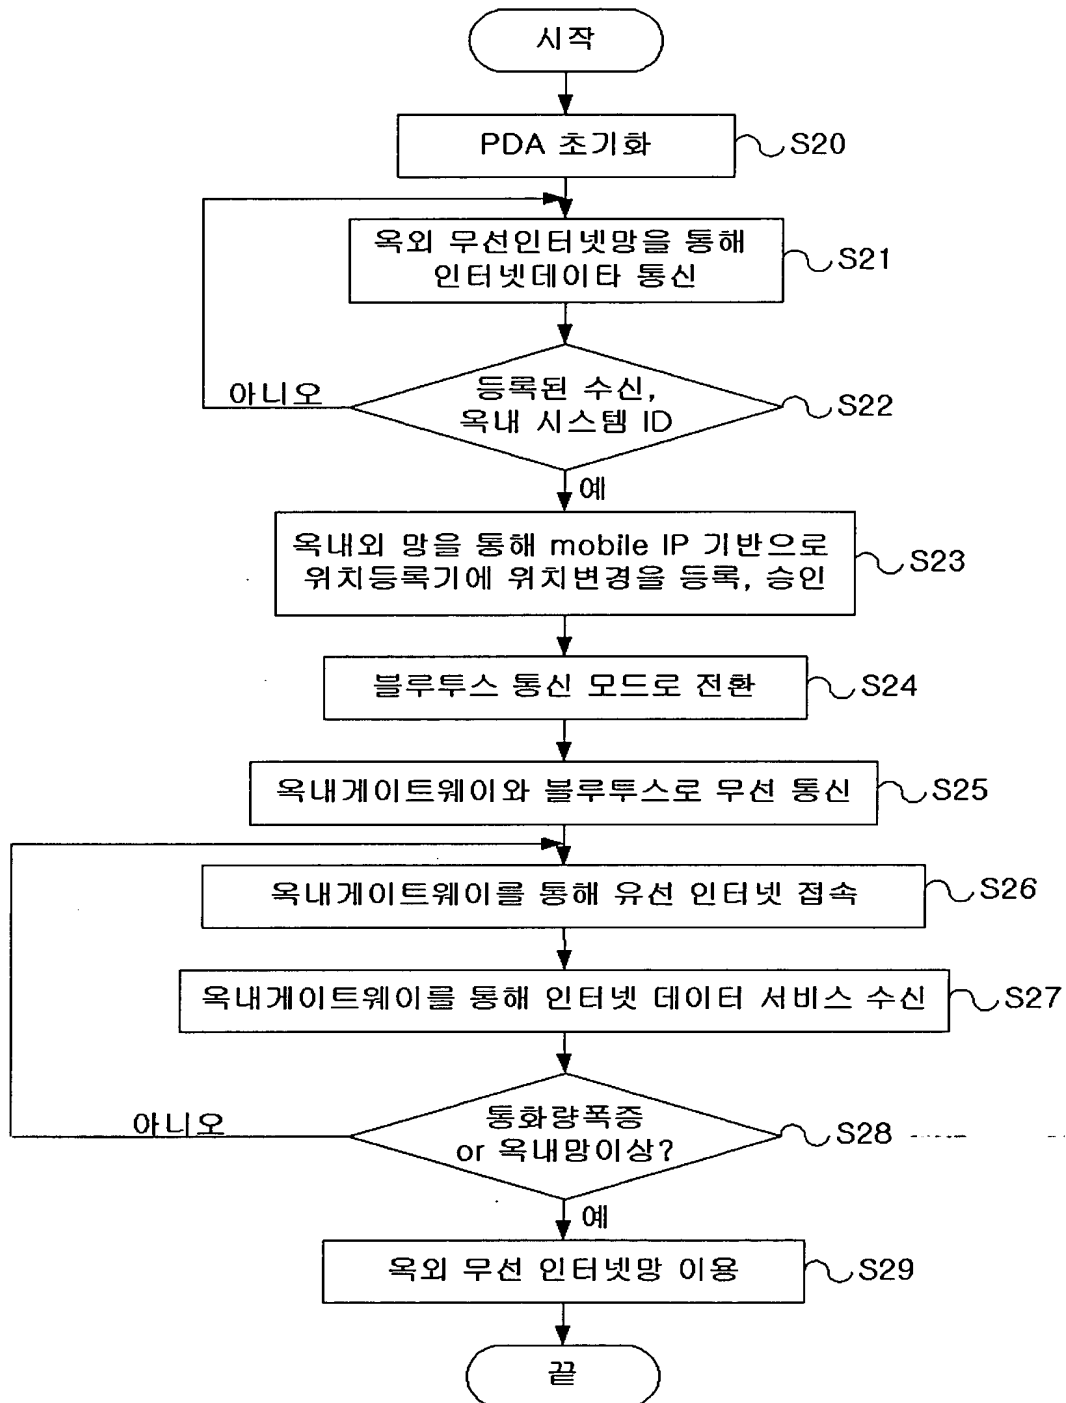 시작
PDA 초기화
S20
옥외 무선인터넷망을 통해
인터넷데이타 통신
S21
등록된 수신,
옥내 시스템 ID
S22
아니오
예
옥내외 망을 통해 mobile IP 기반으로
위치등록기에 위치변경을 등록, 승인
S23
블루투스 통신 모드로 전환
S24
옥내게이트웨이와 블루투스로 무선 통신
S25
옥내게이트웨이를 통해 유선 인터넷 접속
S26
옥내게이트웨이를 통해 인터넷 데이터 서비스 수신
S27
통화량폭증
or 옥내망이상?
S28
아니오
예
옥외 무선 인터넷망 이용
S29
끝